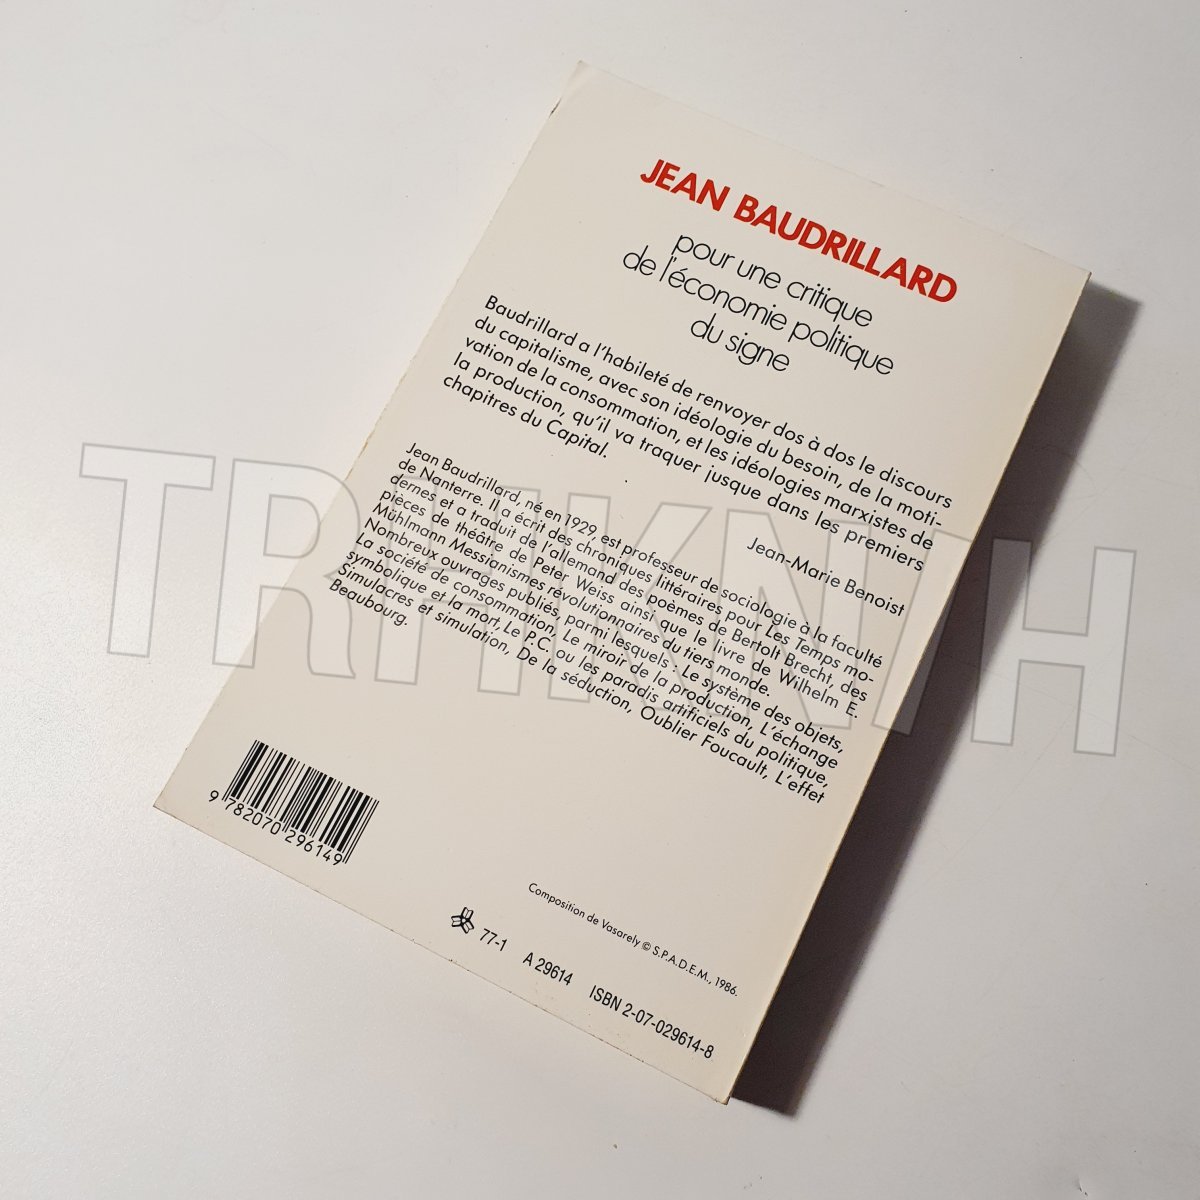 JEAN BAUDRILLARD
pour une critique
de l'économie politique
du signe
Baudrillard a l'habileté de renvoyer dos à dos le discours
du capitalisme, avec son idéologie du besoin, de la moti-
vation de la consommation, et les idéologies marxistes de
la production, qu'il va traquer jusque dans les premiers
chapitres du Capital.
Jean-Marie Benoist
Jean Baudrillard, né en 1929, est professeur de sociologie à la faculté
de Nanterre. Il a écrit des chroniques littéraires pour Les Temps mo-
dernes et a traduit de l'allemand des poèmes de Bertolt Brecht, des
pièces de théâtre de Peter Weiss ainsi que le livre de Wilhelm E.
Mühlmann Messianismes révolutionnaires du tiers monde.
Nombreux ouvrages publiés, parmi lesquels : Le système des objets,
La société de consommation, Le miroir de la production, L'échange
symbolique et la mort, Le P.C. ou les paradis artificiels du politique,
Simulacres et simulation, De la séduction, Oublier Foucault, L'effet
Beaubourg.
9 782070 296149
Composition de Vasarely © S.P.A.D.E.M., 1986.
77-1 A 29614 ISBN 2-07-029614-8